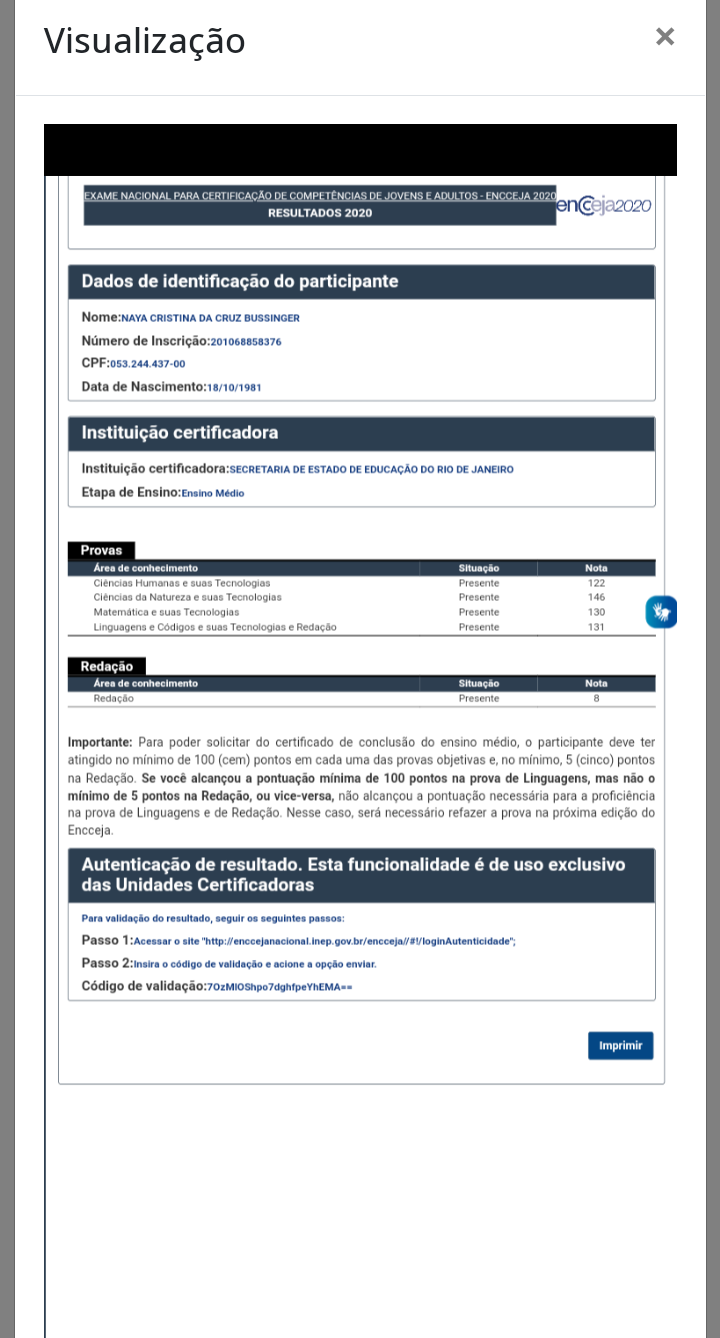 Visualização
×
EXAME NACIONAL PARA CERTIFICAÇÃO DE COMPETÊNCIAS DE JOVENS E ADULTOS - ENCCEJA 2020
RESULTADOS 2020
encceja2020
Dados de identificação do participante
Nome:NAYA CRISTINA DA CRUZ BUSSINGER
Número de Inscrição:201068858376
CPF:053.244.437-00
Data de Nascimento:18/10/1981
Instituição certificadora
Instituição certificadora:SECRETARIA DE ESTADO DE EDUCAÇÃO DO RIO DE JANEIRO
Etapa de Ensino:Ensino Médio
Provas
Área de conhecimento Situação Nota
Ciências Humanas e suas Tecnologias Presente 122
Ciências da Natureza e suas Tecnologias Presente 146
Matemática e suas Tecnologias Presente 130
Linguagens e Códigos e suas Tecnologias e Redação Presente 131
Redação
Área de conhecimento Situação Nota
Redação Presente 8
Importante: Para poder solicitar do certificado de conclusão do ensino médio, o participante deve ter
atingido no mínimo de 100 (cem) pontos em cada uma das provas objetivas e, no mínimo, 5 (cinco) pontos
na Redação. Se você alcançou a pontuação mínima de 100 pontos na prova de Linguagens, mas não o
mínimo de 5 pontos na Redação, ou vice-versa, não alcançou a pontuação necessária para a proficiência
na prova de Linguagens e de Redação. Nesse caso, será necessário refazer a prova na próxima edição do
Encceja.
Autenticação de resultado. Esta funcionalidade é de uso exclusivo
das Unidades Certificadoras
Para validação do resultado, seguir os seguintes passos:
Passo 1:Acessar o site "http://enccejanacional.inep.gov.br/encceja//#!/loginAutenticidade";
Passo 2:Insira o código de validação e acione a opção enviar.
Código de validação:7OzMIOShpo7dghfpeYhEMA==
Imprimir